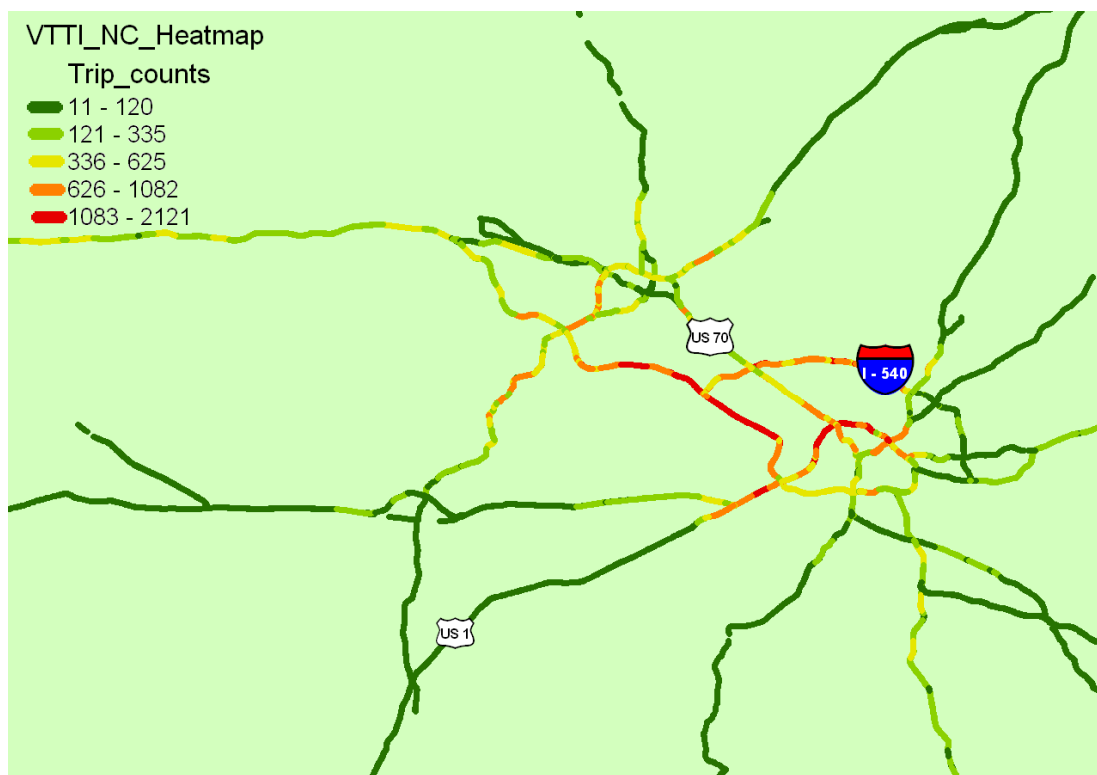 VTTI_NC_Heatmap
Trip_counts
11 - 120
121 - 335
336 - 625
626 - 1082
1083 - 2121
US 70
I - 540
US 1